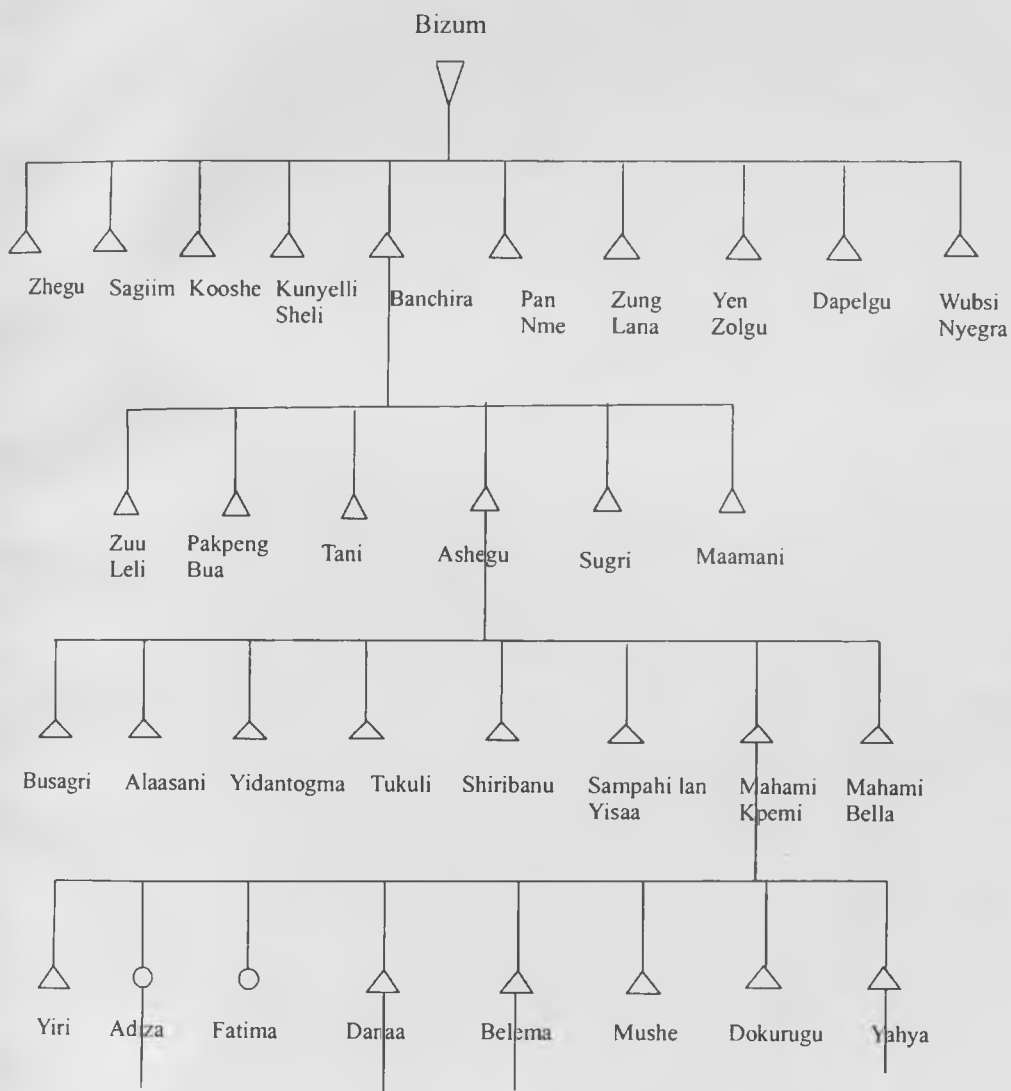 Bizum
Zhegu Sagiim Kooshe Kunyelli Sheli Banchira Pan Nme Zung Lana Yen Zolgu Dapelgu Wubsi Nyegra
Zuu Leli Pakpeng Bua Tani Ashegu Sugri Maamani
Busagri Alaasani Yidantogma Tukuli Shiribanu Sampahi lan Yisaa Mahami Kpemi Mahami Bella
Yiri Adiza Fatima Danaa Belema Mushe Dokurugu Yahya